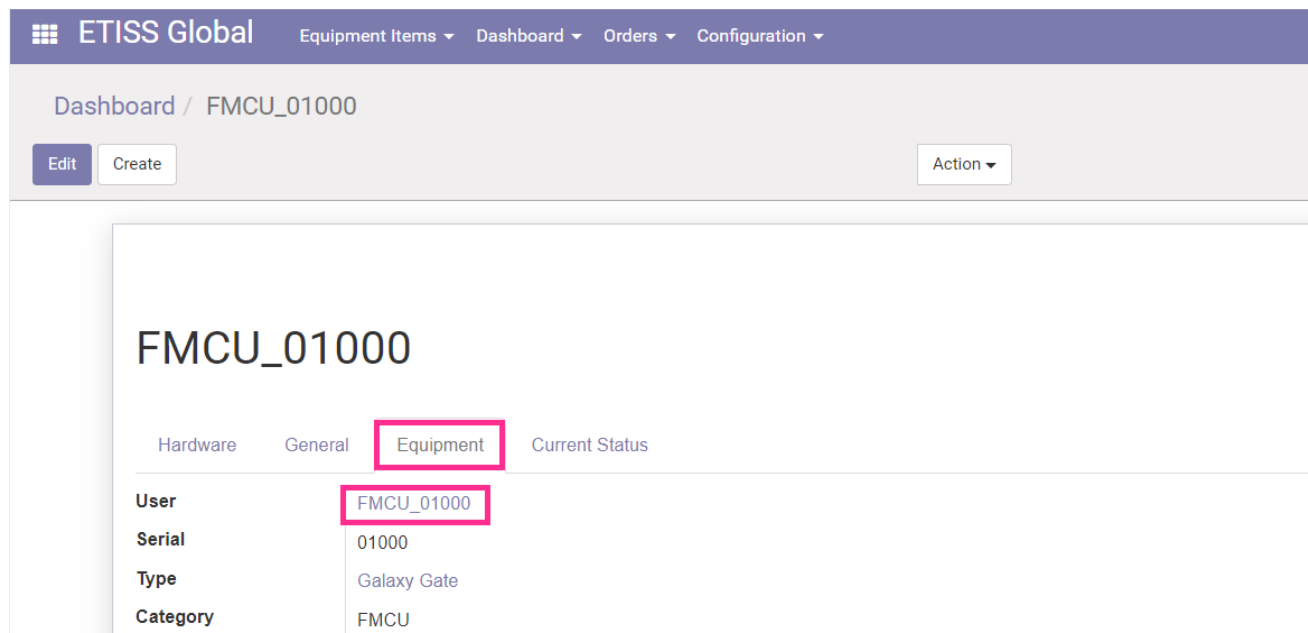 ETISS Global Equipment Items Dashboard Orders Configuration
Dashboard / FMCU_01000
Edit Create Action
FMCU_01000
Hardware General Equipment Current Status
User FMCU_01000
Serial 01000
Type Galaxy Gate
Category FMCU